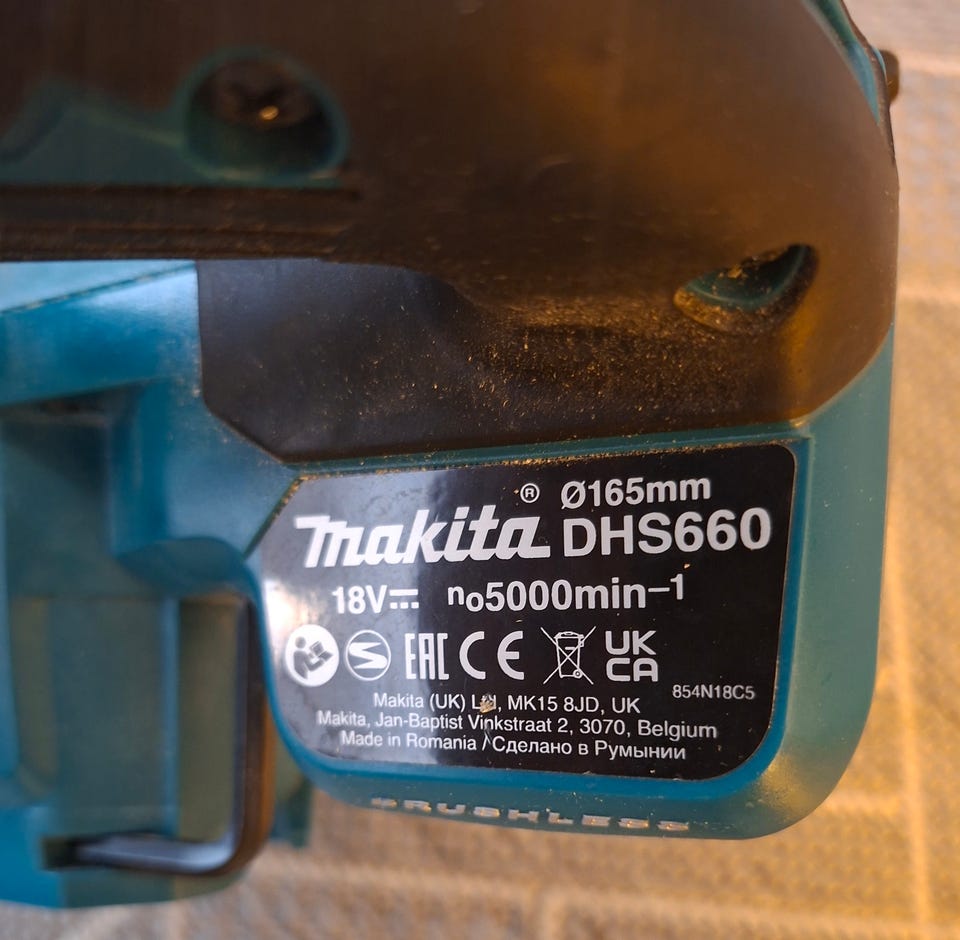 ® Ø165mm
makita DHS660
18V⎓ n₀5000min⁻¹
EAC CE UK
CA
854N18C5
Makita (UK) Ltd, MK15 8JD, UK
Makita, Jan-Baptist Vinkstraat 2, 3070, Belgium
Made in Romania / Сделано в Румынии
BRUSHLESS